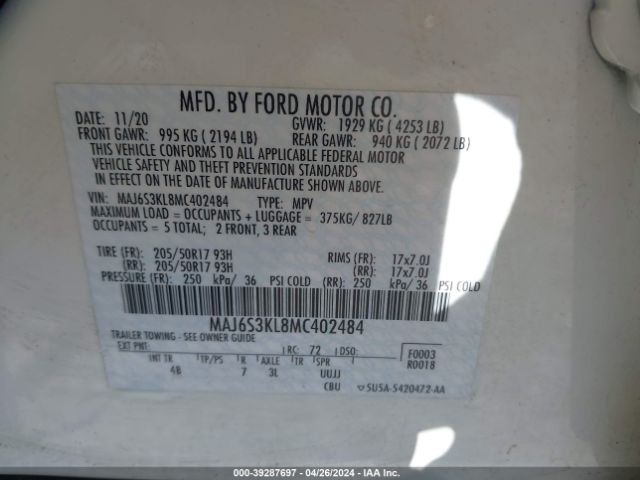 MFD. BY FORD MOTOR CO.
DATE: 11/20 GVWR: 1929 KG ( 4253 LB)
FRONT GAWR: 995 KG ( 2194 LB) REAR GAWR: 940 KG ( 2072 LB)
THIS VEHICLE CONFORMS TO ALL APPLICABLE FEDERAL MOTOR
VEHICLE SAFETY AND THEFT PREVENTION STANDARDS
IN EFFECT ON THE DATE OF MANUFACTURE SHOWN ABOVE.
VIN: MAJ6S3KL8MC402484 TYPE: MPV
MAXIMUM LOAD = OCCUPANTS + LUGGAGE = 375KG/ 827LB
OCCUPANTS = 5 TOTAL; 2 FRONT, 3 REAR
TIRE (FR): 205/50R17 93H RIMS (FR): 17x7.0J
(RR): 205/50R17 93H (RR): 17x7.0J
PRESSURE (FR): 250 kPa/ 36 PSI COLD (RR): 250 kPa/ 36 PSI COLD
MAJ6S3KL8MC402484
TRAILER TOWING - SEE OWNER GUIDE
EXT PNT: RC: 72 DSO: F0003
R0018
INT TR TP/PS R AXLE TR SPR
4B 7 3L UUJJ
CBU SU5A-5420472-AA
000-39287697 - 04/26/2024 - IAA Inc.